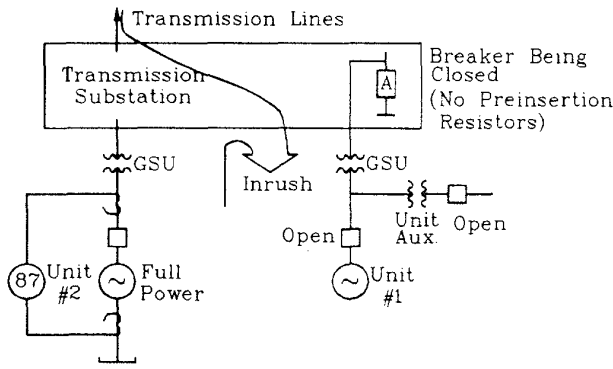 Transmission Lines
Transmission
Substation
A
Breaker Being
Closed
(No Preinsertion
Resistors)
GSU
Inrush
GSU
Unit
Aux.
Open
Open
87
Unit
#2
Full
Power
Unit
#1